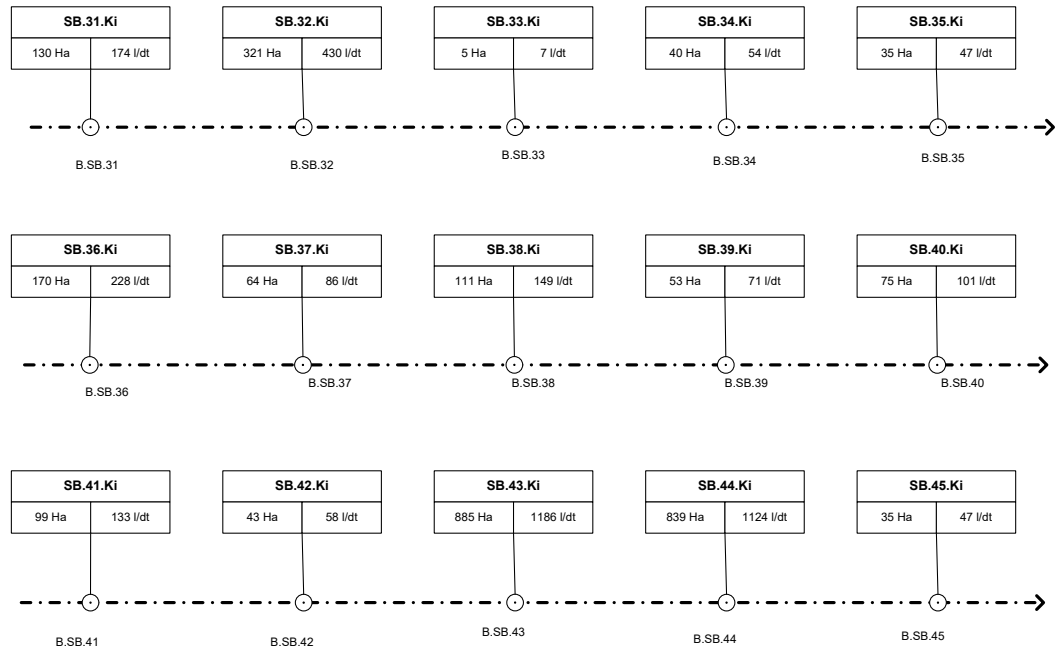 SB.31.Ki SB.32.Ki SB.33.Ki SB.34.Ki SB.35.Ki
130 Ha 174 l/dt 321 Ha 430 l/dt 5 Ha 7 l/dt 40 Ha 54 l/dt 35 Ha 47 l/dt
B.SB.31 B.SB.32 B.SB.33 B.SB.34 B.SB.35
SB.36.Ki SB.37.Ki SB.38.Ki SB.39.Ki SB.40.Ki
170 Ha 228 l/dt 64 Ha 86 l/dt 111 Ha 149 l/dt 53 Ha 71 l/dt 75 Ha 101 l/dt
B.SB.36 B.SB.37 B.SB.38 B.SB.39 B.SB.40
SB.41.Ki SB.42.Ki SB.43.Ki SB.44.Ki SB.45.Ki
99 Ha 133 l/dt 43 Ha 58 l/dt 885 Ha 1186 l/dt 839 Ha 1124 l/dt 35 Ha 47 l/dt
B.SB.41 B.SB.42 B.SB.43 B.SB.44 B.SB.45